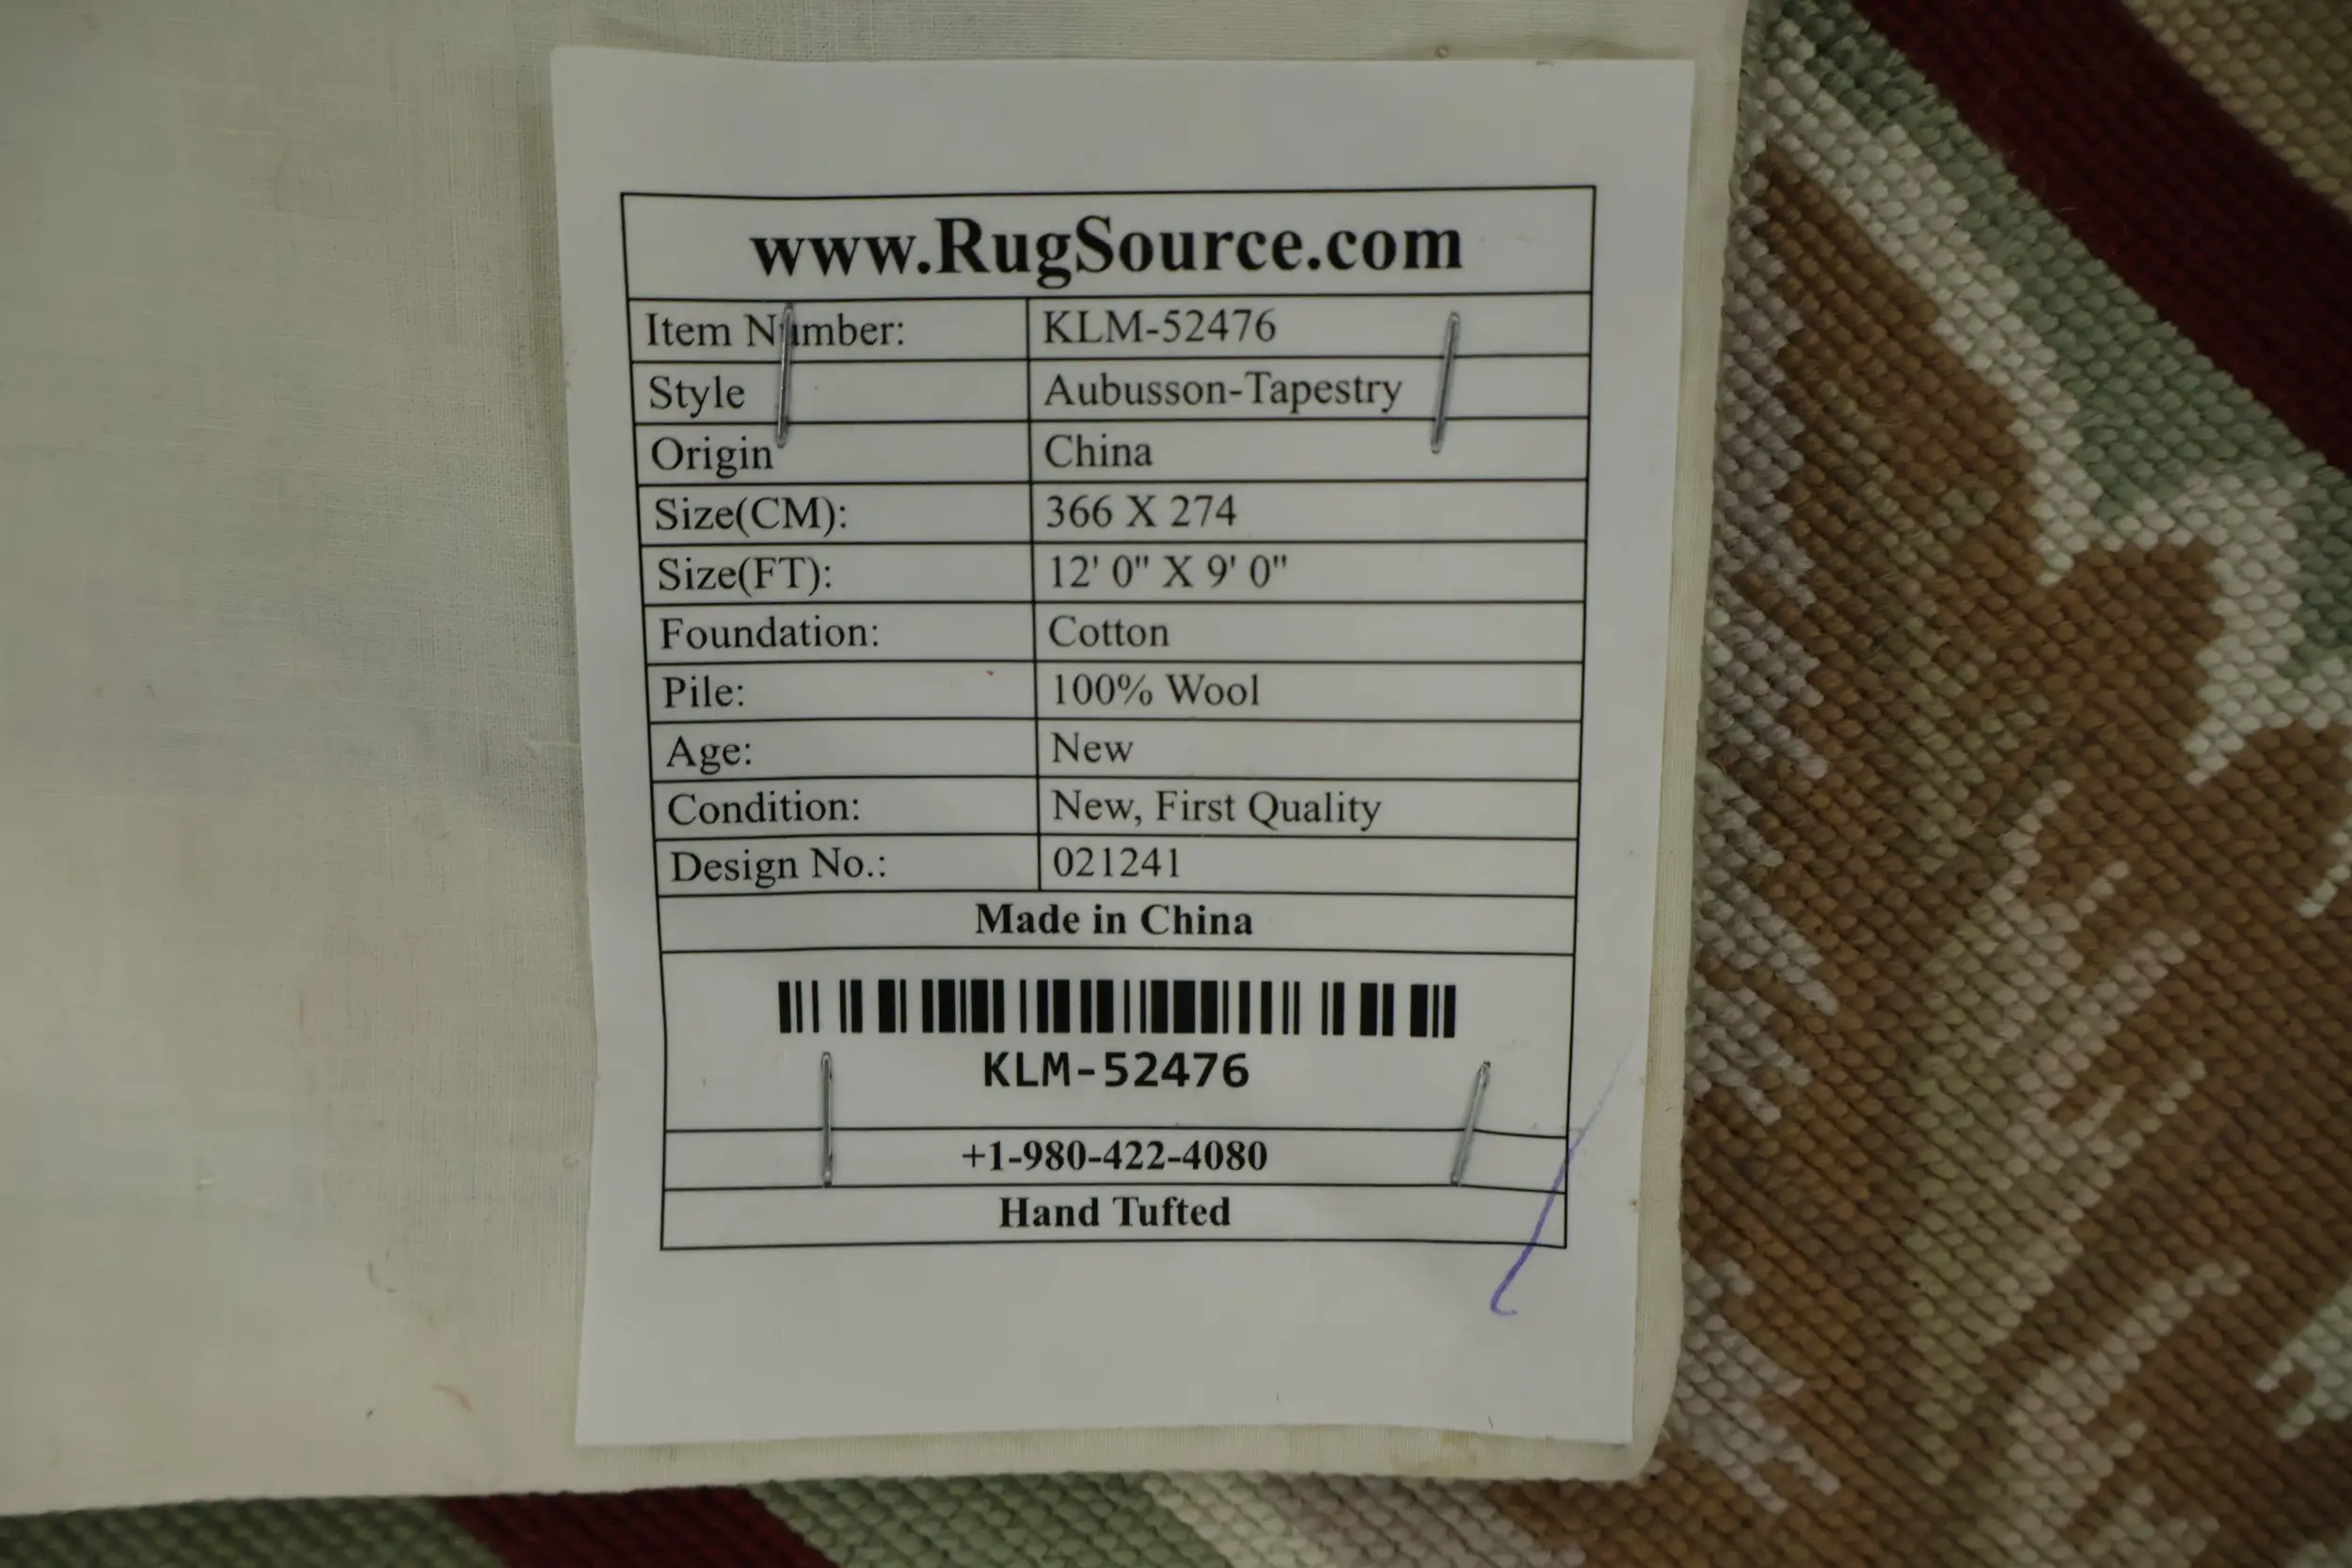 www.RugSource.com
Item Number: KLM-52476
Style Aubusson-Tapestry
Origin China
Size(CM): 366 X 274
Size(FT): 12' 0" X 9' 0"
Foundation: Cotton
Pile: 100% Wool
Age: New
Condition: New, First Quality
Design No.: 021241
Made in China
KLM-52476
+1-980-422-4080
Hand Tufted